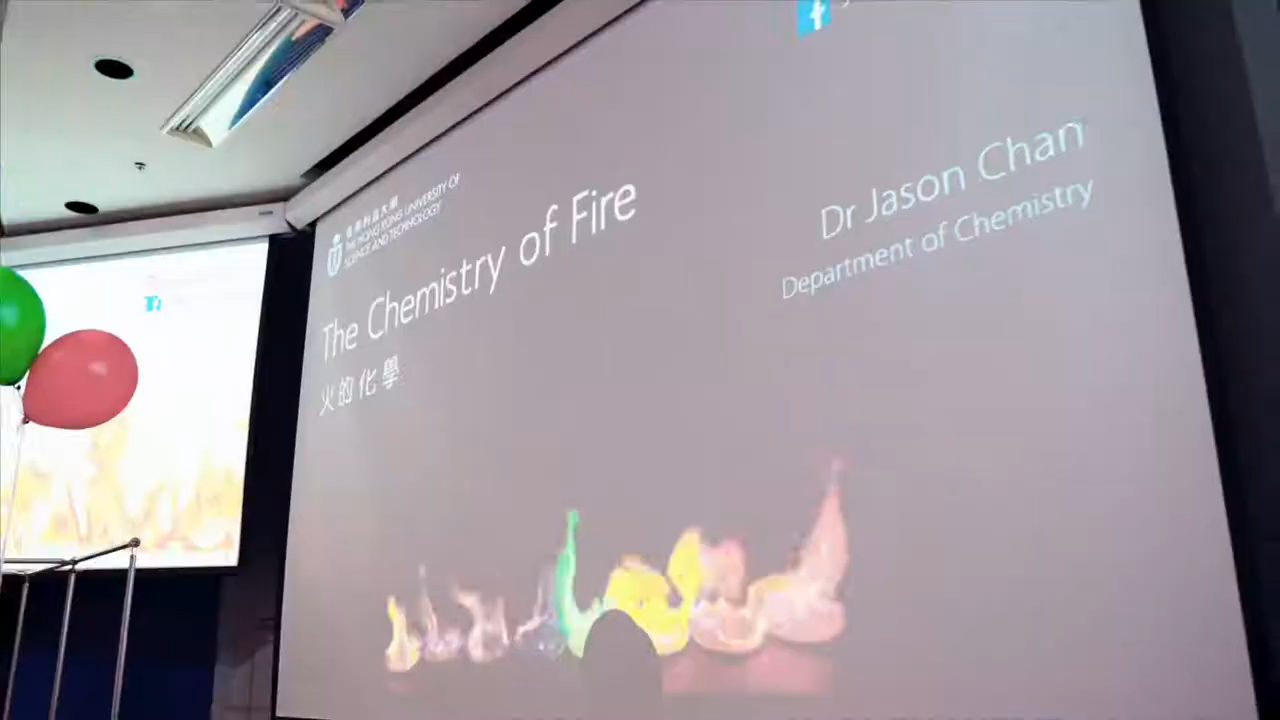 香港科技大學
THE HONG KONG UNIVERSITY OF
SCIENCE AND TECHNOLOGY
The Chemistry of Fire
火的化學
Dr Jason Chan
Department of Chemistry